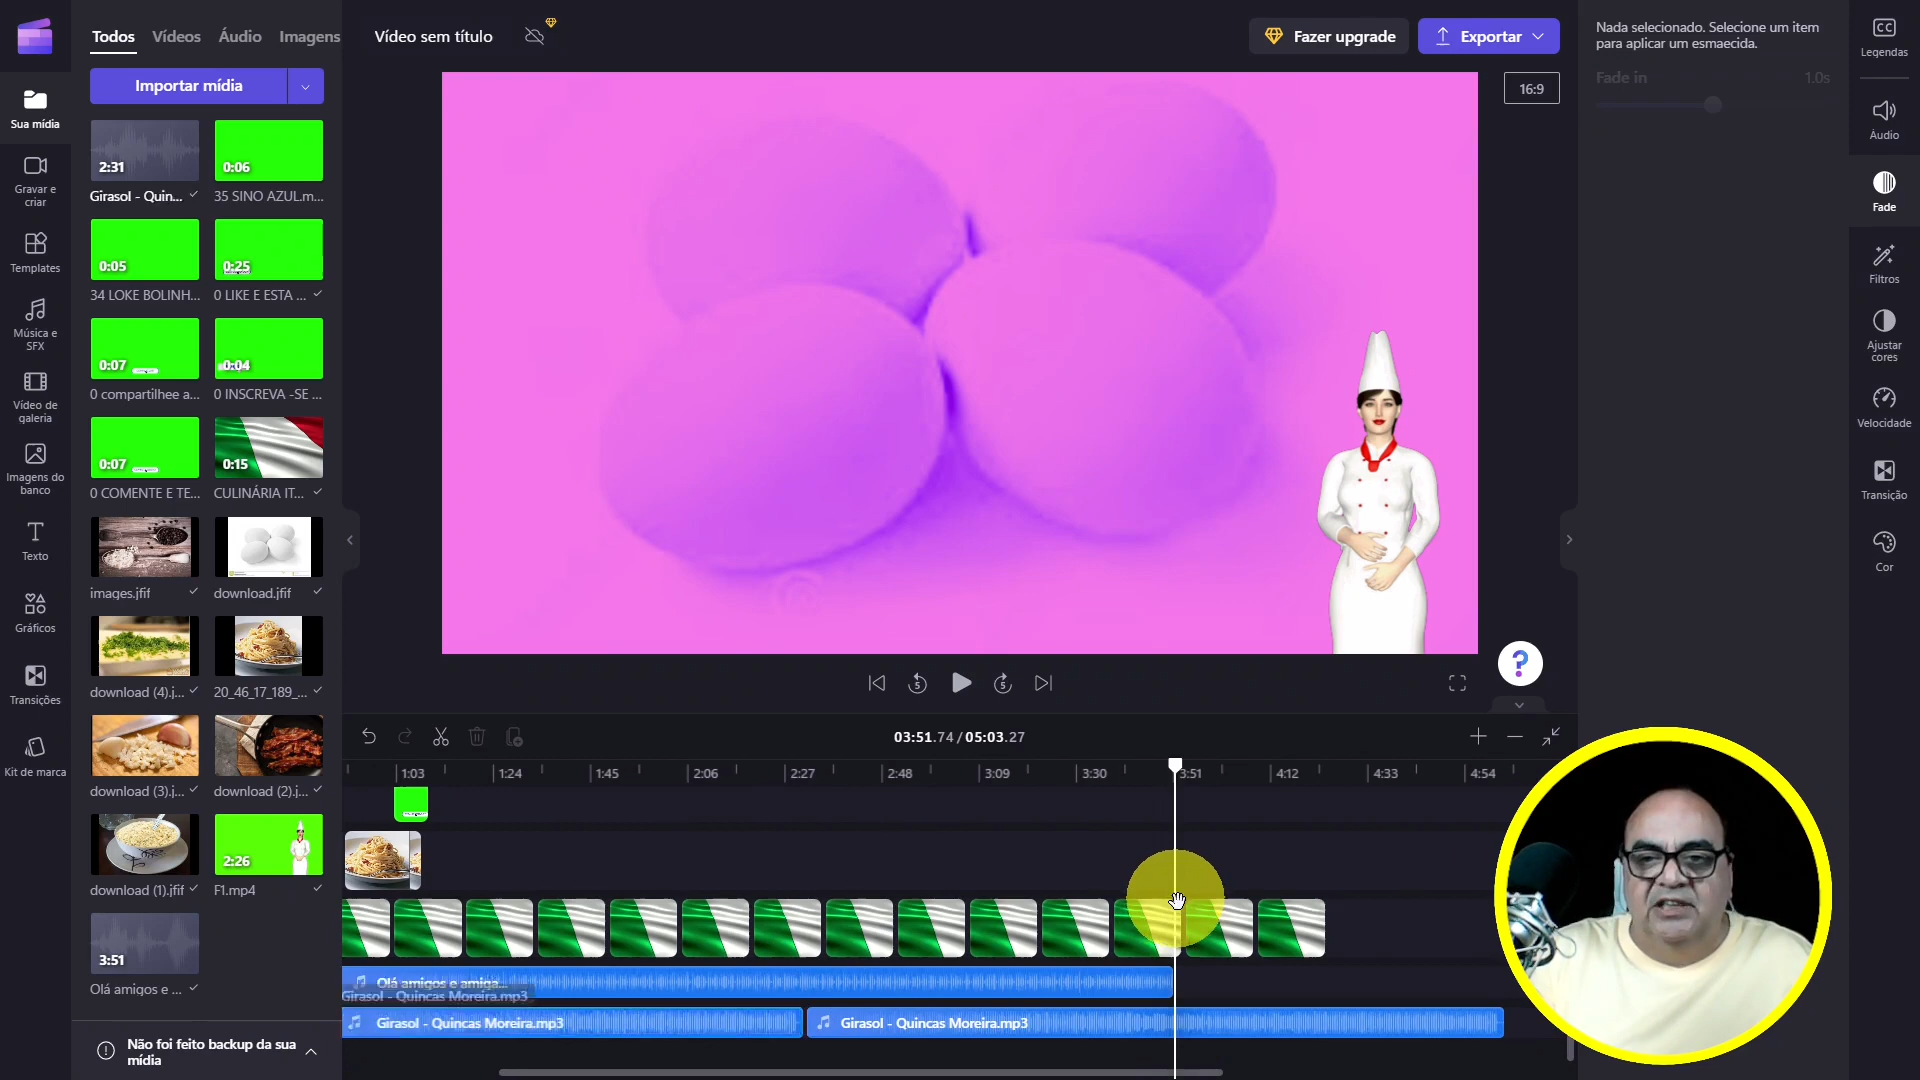 Todos
Vídeos
Áudio
Imagens
Vídeo sem título
Fazer upgrade
Exportar
Nada selecionado. Selecione um item
para aplicar um esmaecida.
Fade in
1.0s
16:9
Importar mídia
Sua mídia
Gravar e
criar
Templates
Música e
SFX
Vídeo de
galeria
Imagens do
banco
Texto
Gráficos
Transições
Kit de marca
2:31
0:06
Girasol - Quin...
35 SINO AZUL.m...
0:05
0:25
34 LOKE BOLINH...
0 LIKE E ESTA ...
0:07
0:04
0 compartilhee a...
0 INSCREVA -SE ...
0:07
0:15
0 COMENTE E TE...
CULINÁRIA IT...
images.jfif
download.jfif
download (4).j...
20_46_17_189_...
download (3).j...
download (2).j...
2:26
download (1).jfif
F1.mp4
3:51
Olá amigos e ...
Não foi feito backup da sua
mídia
CC
Legendas
Áudio
Fade
Filtros
Ajustar
cores
Velocidade
Transição
Cor
5
5
?
03:51.74 / 05:03.27
1:03
1:24
1:45
2:06
2:27
2:48
3:09
3:30
3:51
4:12
4:33
4:54
Olá amigos e amiga...
Girasol - Quincas Moreira.mp3
Girasol - Quincas Moreira.mp3
Girasol - Quincas Moreira.mp3